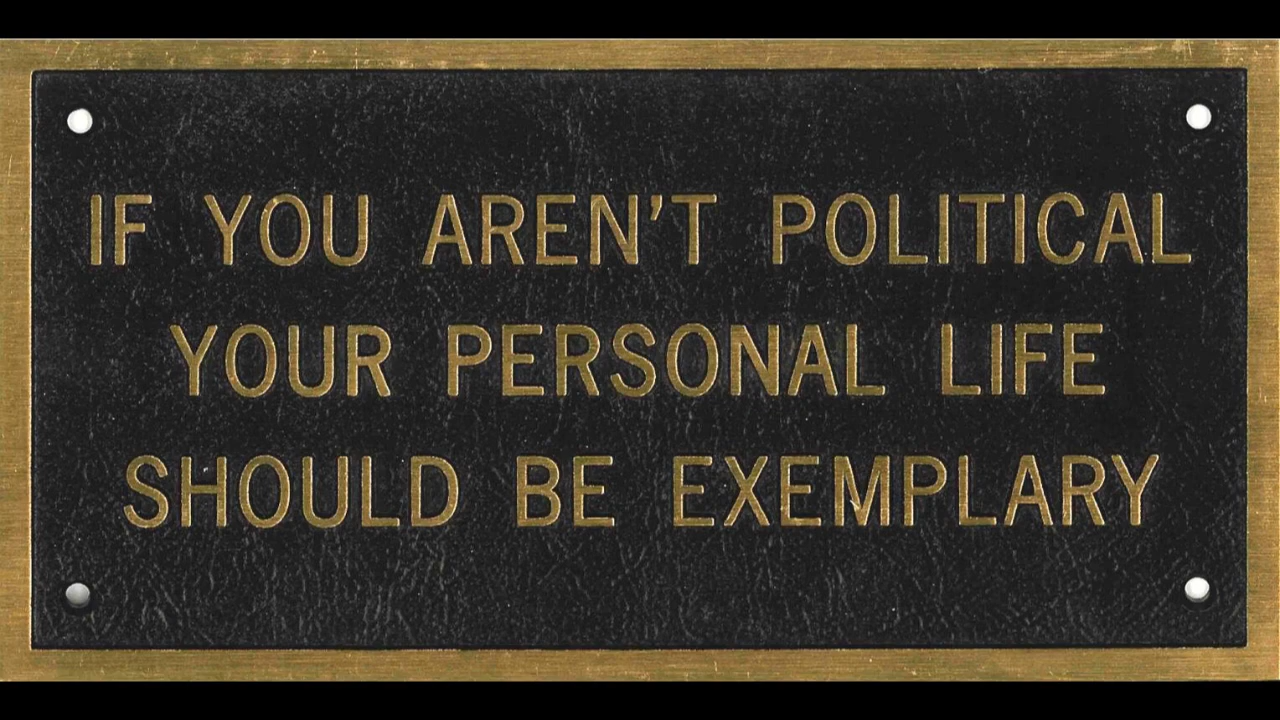 IF YOU AREN'T POLITICAL
YOUR PERSONAL LIFE
SHOULD BE EXEMPLARY